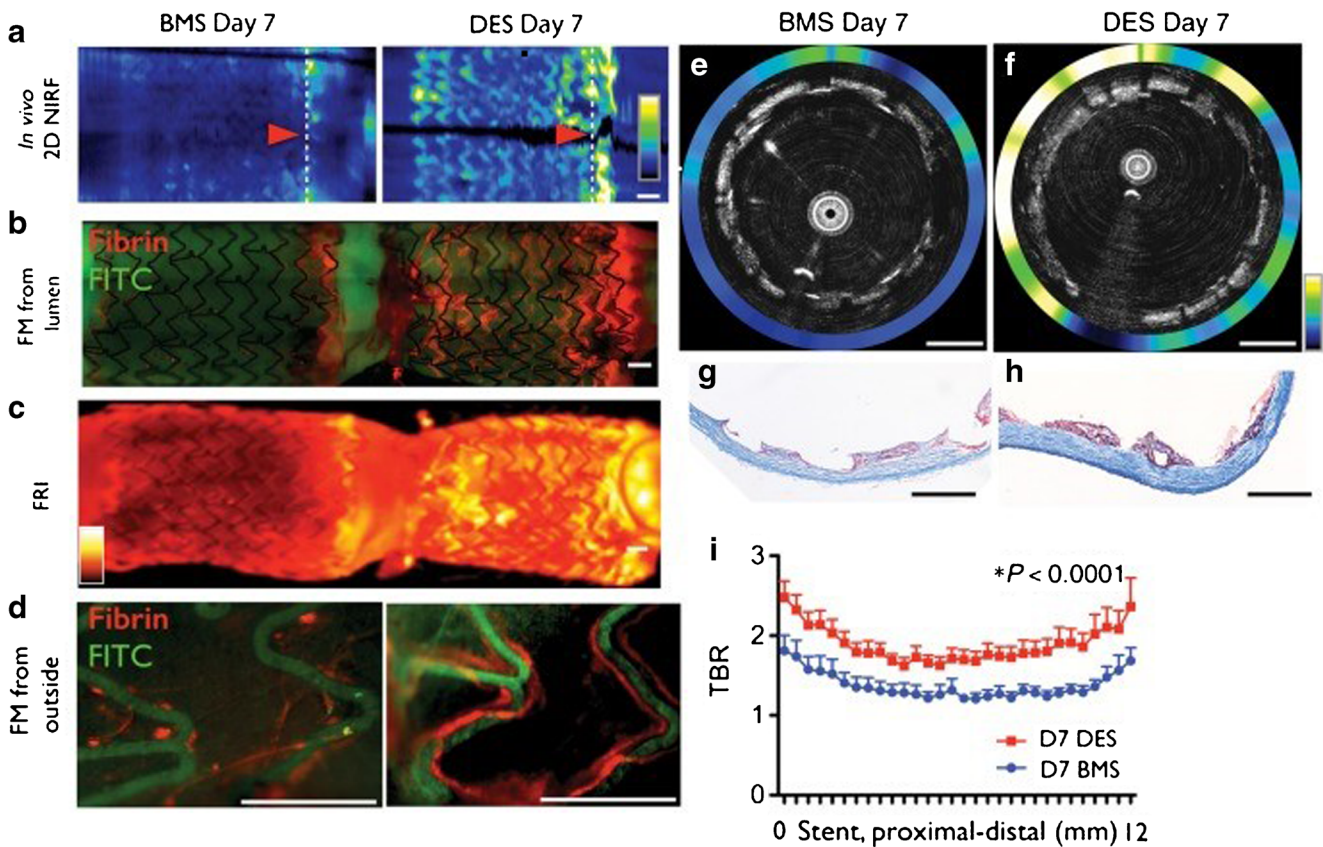 a
BMS Day 7
DES Day 7
In vivo
2D NIRF
b
Fibrin
FITC
FM from
lumen
c
FRI
d
Fibrin
FITC
FM from
outside
BMS Day 7
DES Day 7
e
f
g
h
i
3
2
1
0
TBR
*P < 0.0001
D7 DES
D7 BMS
0 Stent, proximal-distal (mm) 12